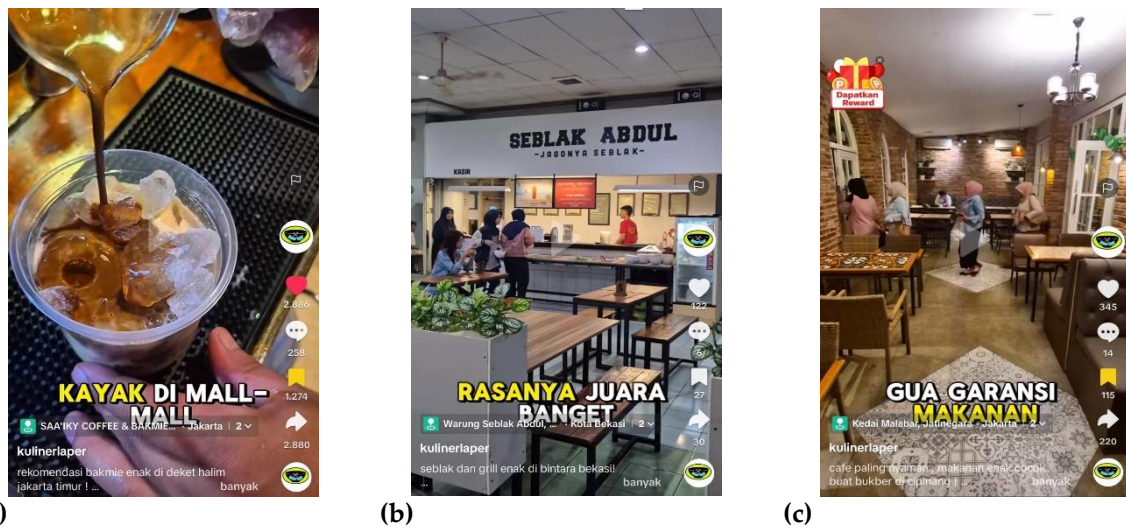 KAYAK DI MALL-
MALL
SAA'IKY COFFEE & BAKMIE... · Jakarta | 2
kulinerlaper
rekomendasi bakmie enak di deket halim
jakarta timur ! ... banyak
2.886
258
1.274
2.880
)
SEBLAK ABDUL
-JAGONYA SEBLAK-
KASIR
RASANYA JUARA
BANGET
Warung Seblak Abdul, ... · Kota Bekasi | 2
kulinerlaper
seblak dan grill enak di bintara bekasi!
... banyak
122
6
27
30
(b)
Dapatkan
Reward
GUA GARANSI
MAKANAN
Kedai Malabar, Jatinegara · Jakarta | 2
kulinerlaper
cafe paling nyaman , makanan enak cocok
buat bukber di cipinang ! ... banyak
345
14
115
220
(c)